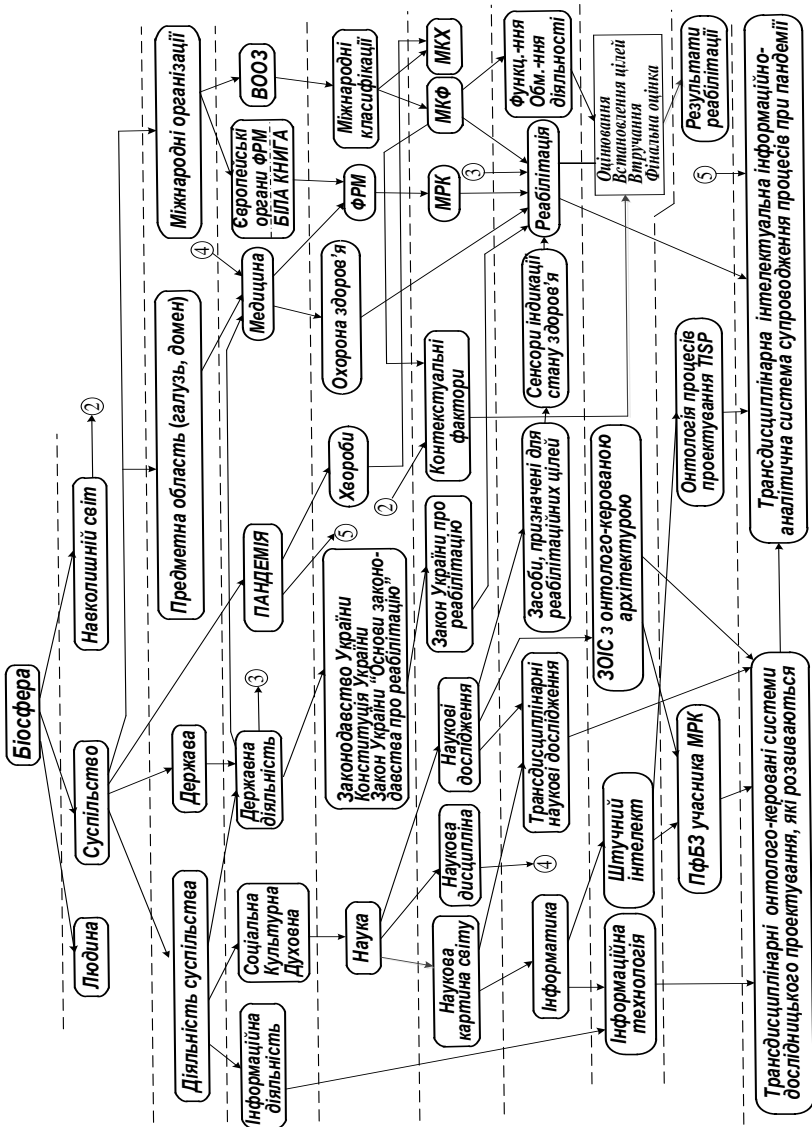 Біосфера
Людина
Суспільство
Навколишній світ
2
Діяльність суспільства
Держава
Предметна область (галузь, домен)
Міжнародні організації
Інформаційна
діяльність
Соціальна
Культурна
Духовна
Державна
діяльність
3
ПАНДЕМІЯ
4
Медицина
Європейські
органи ФРМ
БІЛА КНИГА
ВООЗ
Наука
Законодавство України
Конституція України
Закон України “Основи законо-
давства про реабілітацію”
5
Хвороби
Охорона здоров’я
ФРМ
Міжнародні
класифікації
Наукова
картина світу
Наукова
дисципліна
Наукові
дослідження
Закон України про
реабілітацію
2
Контекстуальні
фактори
МРК
МКФ
МКХ
Інформатика
4
Трансдисциплінарні
наукові дослідження
Засоби, призначені для
реабілітаційних цілей
Сенсори індикації
стану здоров’я
Реабілітація
3
Функц.-ння
Обм.-ння
діяльності
Інформаційна
технологія
Штучний
інтелект
ЗОІС з онтолого-керованою
архітектурою
Оцінювання
Встановлення цілей
Втручання
Фінальна оцінка
ПфБЗ учасника МРК
Онтологія процесів
проектування TISP
Результати
реабілітації
5
Трансдисциплінарні онтолого-керовані системи
дослідницького проектування, які розвиваються
Трансдисциплінарна інтелектуальна інформаційно-
аналітична система супроводження процесів при пандемії